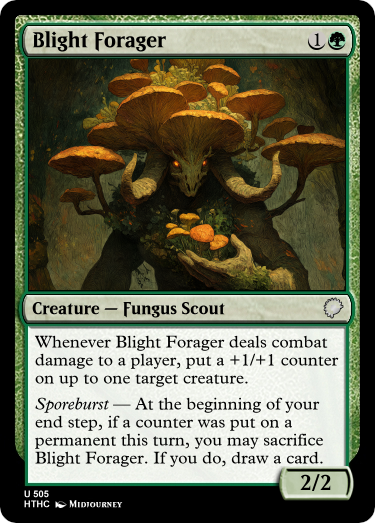 Blight Forager 1
Creature — Fungus Scout
Whenever Blight Forager deals combat
damage to a player, put a +1/+1 counter
on up to one target creature.
Sporeburst — At the beginning of your
end step, if a counter was put on a
permanent this turn, you may sacrifice
Blight Forager. If you do, draw a card.
2/2
U 505
HTHC Midjourney